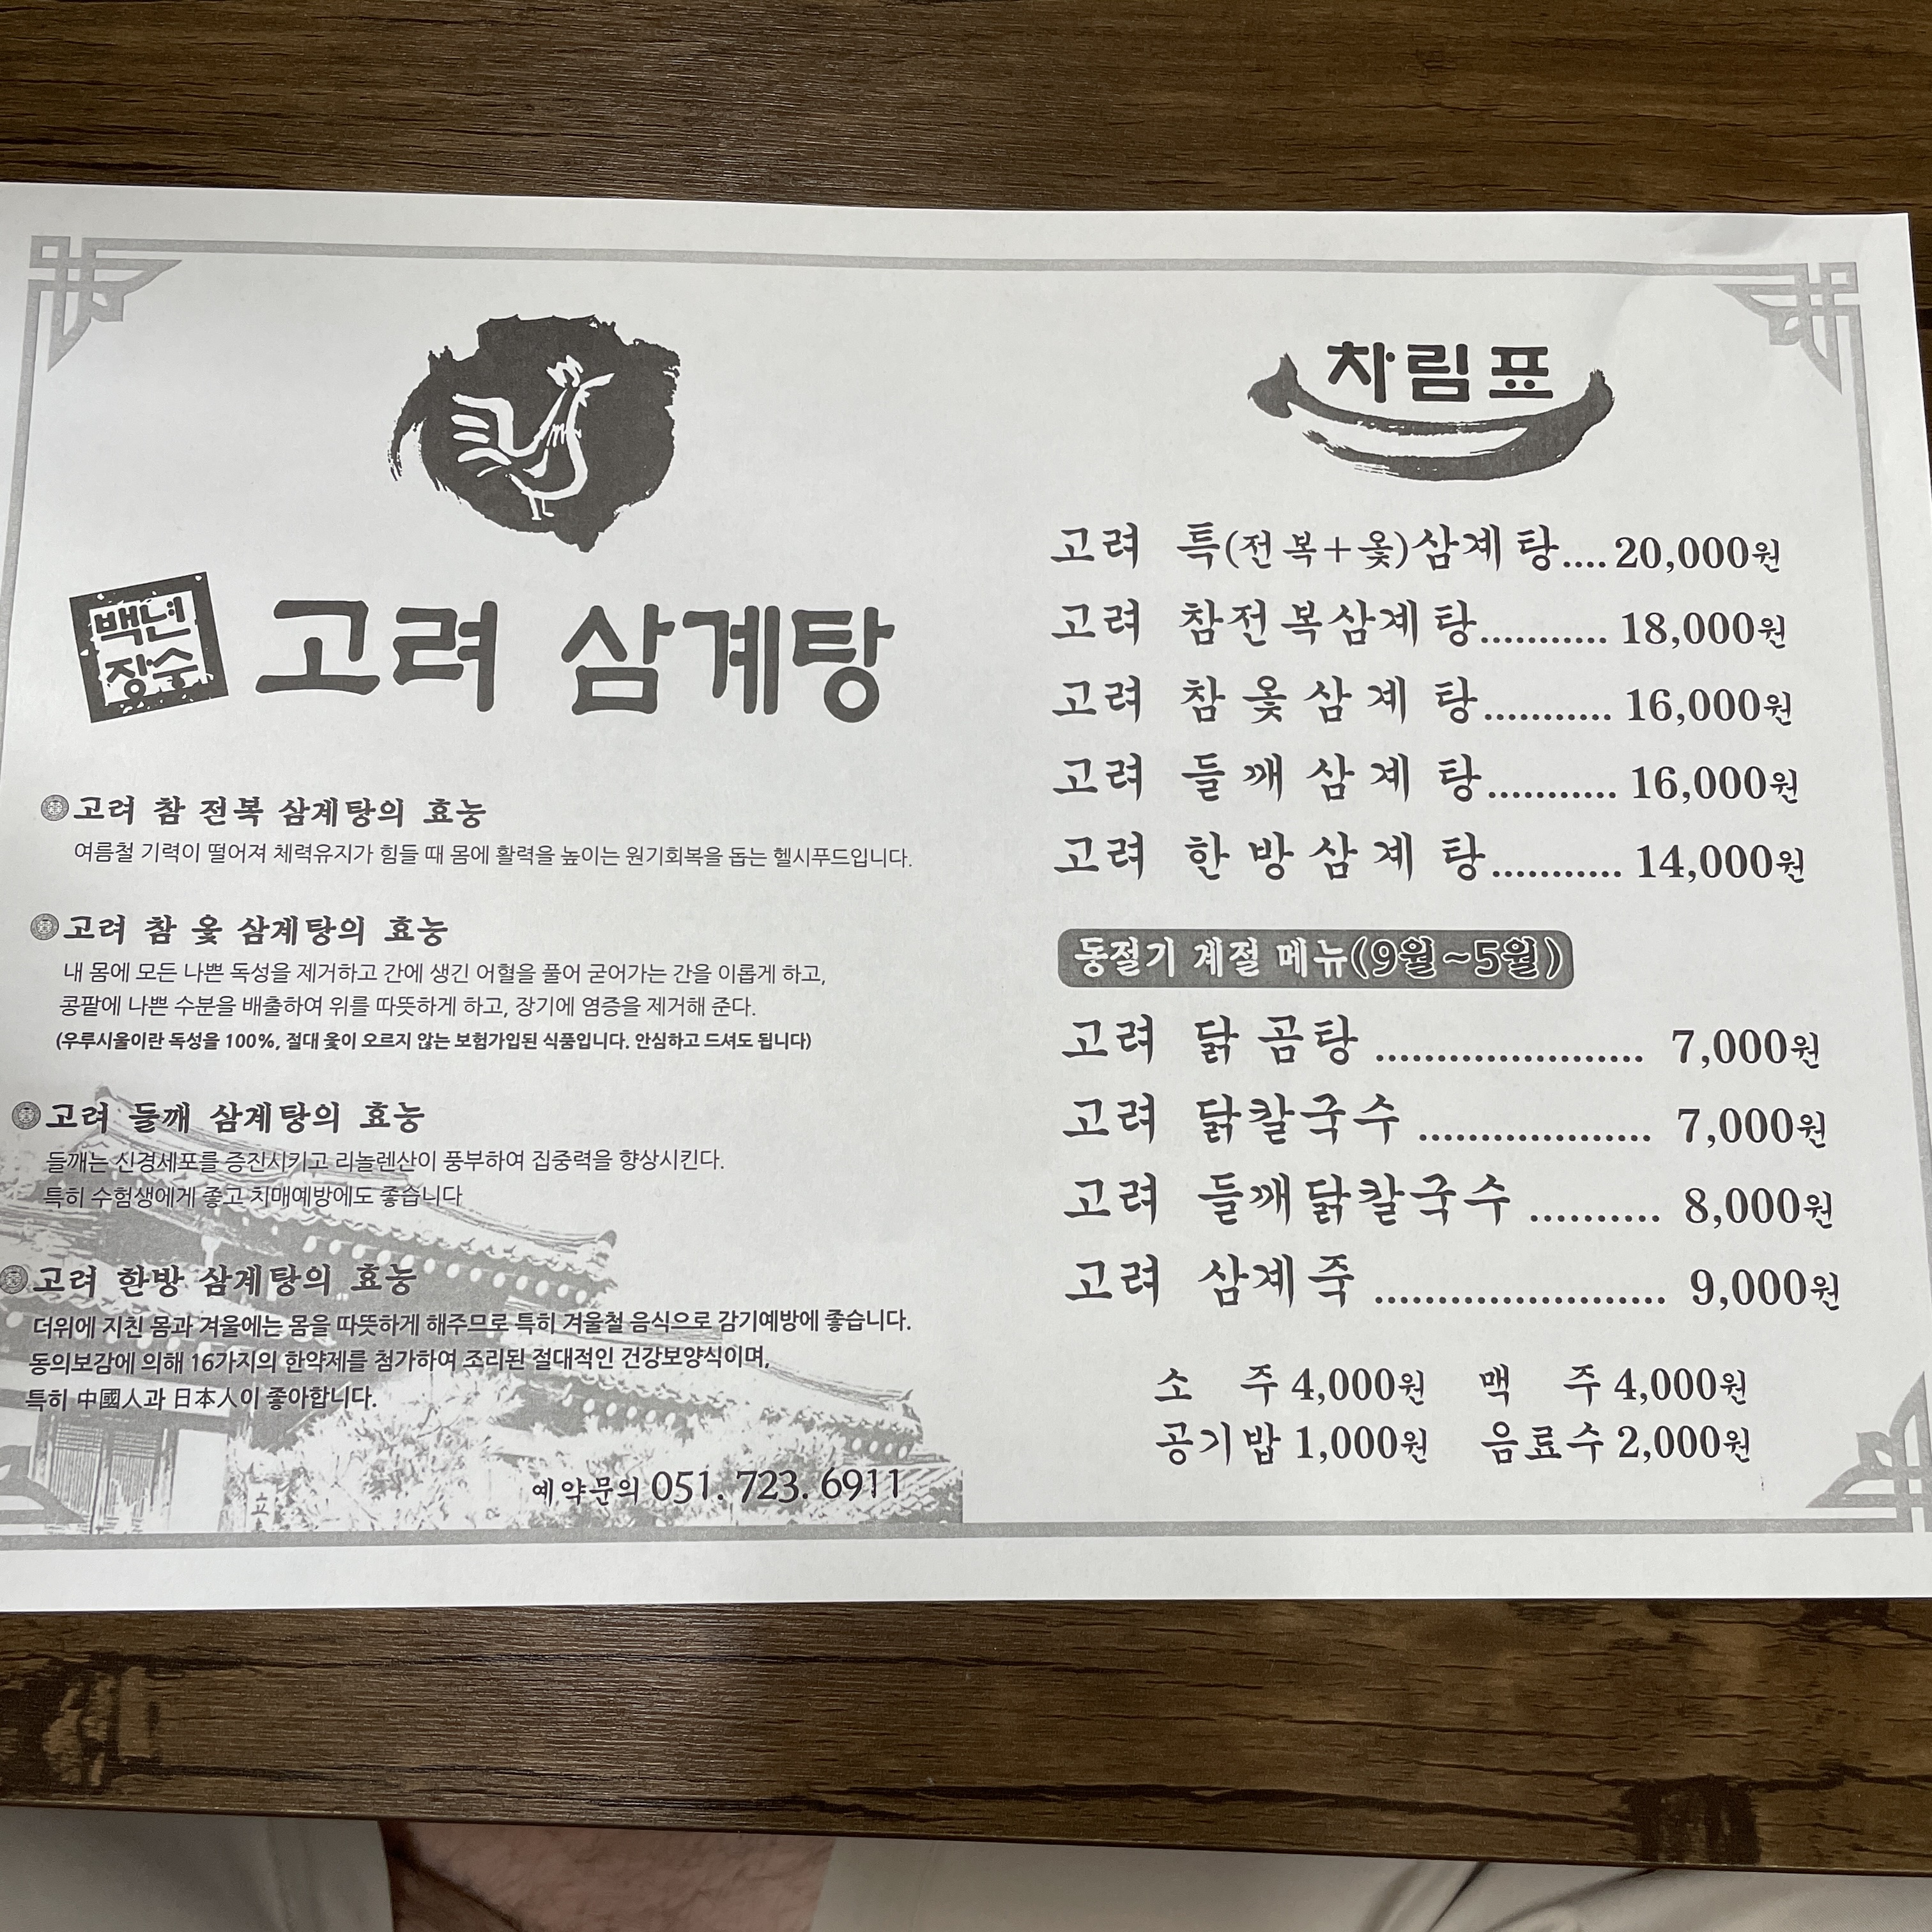 백년
장수
고려 삼계탕
고려 참 전복 삼계탕의 효능
여름철 기력이 떨어져 체력유지가 힘들 때 몸에 활력을 높이는 원기회복을 돕는 헬시푸드입니다.
고려 참 옻 삼계탕의 효능
내 몸에 모든 나쁜 독성을 제거하고 간에 생긴 어혈을 풀어 굳어가는 간을 이롭게 하고,
콩팥에 나쁜 수분을 배출하여 위를 따뜻하게 하고, 장기에 염증을 제거해 준다.
(우루시올이란 독성을 100%, 절대 옻이 오르지 않는 보험가입된 식품입니다. 안심하고 드셔도 됩니다)
고려 들깨 삼계탕의 효능
들깨는 신경세포를 증진시키고 리놀렌산이 풍부하여 집중력을 향상시킨다.
특히 수험생에게 좋고 치매예방에도 좋습니다
고려 한방 삼계탕의 효능
더위에 지친 몸과 겨울에는 몸을 따뜻하게 해주므로 특히 겨울철 음식으로 감기예방에 좋습니다.
동의보감에 의해 16가지의 한약제를 첨가하여 조리된 절대적인 건강보양식이며,
특히 中國人과 日本人이 좋아합니다.
예약문의 051. 723. 6911
차림표
고려 특(전복+옻)삼계탕....20,000원
고려 참전복삼계탕...........18,000원
고려 참옻삼계탕...........16,000원
고려 들깨삼계탕...........16,000원
고려 한방삼계탕...........14,000원
동절기 계절 메뉴(9월~5월)
고려 닭곰탕......................7,000원
고려 닭칼국수...................7,000원
고려 들깨닭칼국수...........8,000원
고려 삼계죽........................9,000원
소 주 4,000원 맥 주 4,000원
공기밥 1,000원 음료수 2,000원